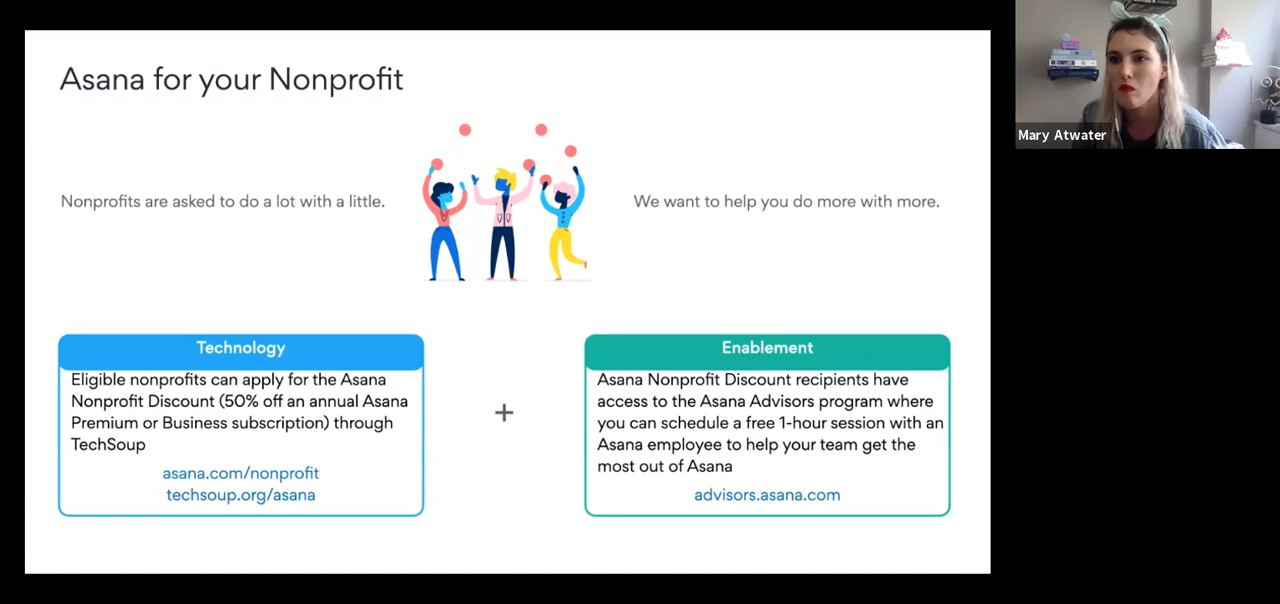 Asana for your Nonprofit
Nonprofits are asked to do a lot with a little.
We want to help you do more with more.
Technology
Eligible nonprofits can apply for the Asana
Nonprofit Discount (50% off an annual Asana
Premium or Business subscription) through
TechSoup
asana.com/nonprofit
techsoup.org/asana
+
Enablement
Asana Nonprofit Discount recipients have
access to the Asana Advisors program where
you can schedule a free 1-hour session with an
Asana employee to help your team get the
most out of Asana
advisors.asana.com
Mary Atwater